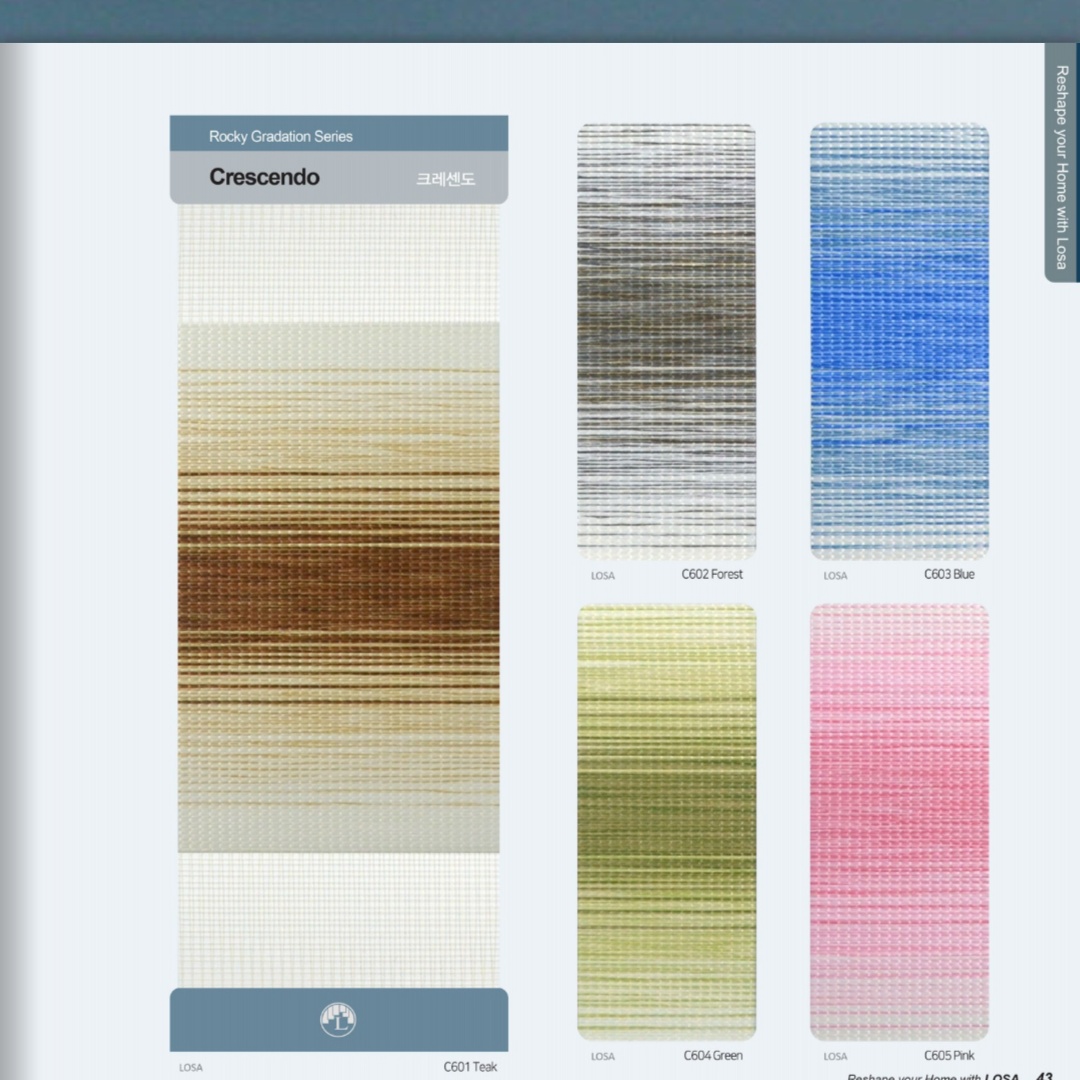 Rocky Gradation Series
Crescendo 크레센도
LOSA C601 Teak
LOSA C602 Forest
LOSA C603 Blue
LOSA C604 Green
LOSA C605 Pink
Reshape your Home with Losa
L
Reshape your Home with LOSA 43